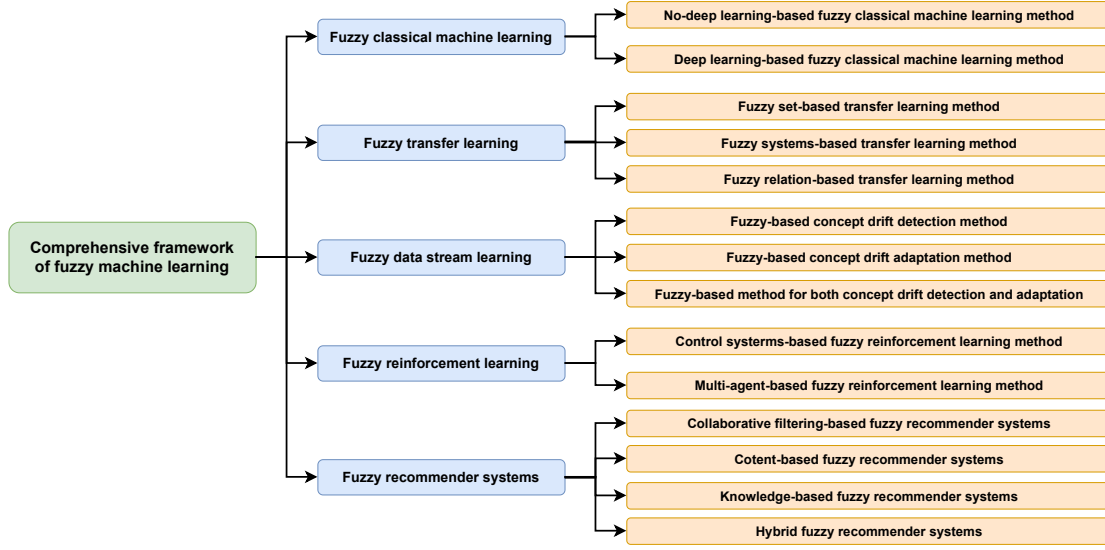 Comprehensive framework
of fuzzy machine learning
Fuzzy classical machine learning
No-deep learning-based fuzzy classical machine learning method
Deep learning-based fuzzy classical machine learning method
Fuzzy transfer learning
Fuzzy set-based transfer learning method
Fuzzy systems-based transfer learning method
Fuzzy relation-based transfer learning method
Fuzzy data stream learning
Fuzzy-based concept drift detection method
Fuzzy-based concept drift adaptation method
Fuzzy-based method for both concept drift detection and adaptation
Fuzzy reinforcement learning
Control systerms-based fuzzy reinforcement learning method
Multi-agent-based fuzzy reinforcement learning method
Fuzzy recommender systems
Collaborative filtering-based fuzzy recommender systems
Cotent-based fuzzy recommender systems
Knowledge-based fuzzy recommender systems
Hybrid fuzzy recommender systems